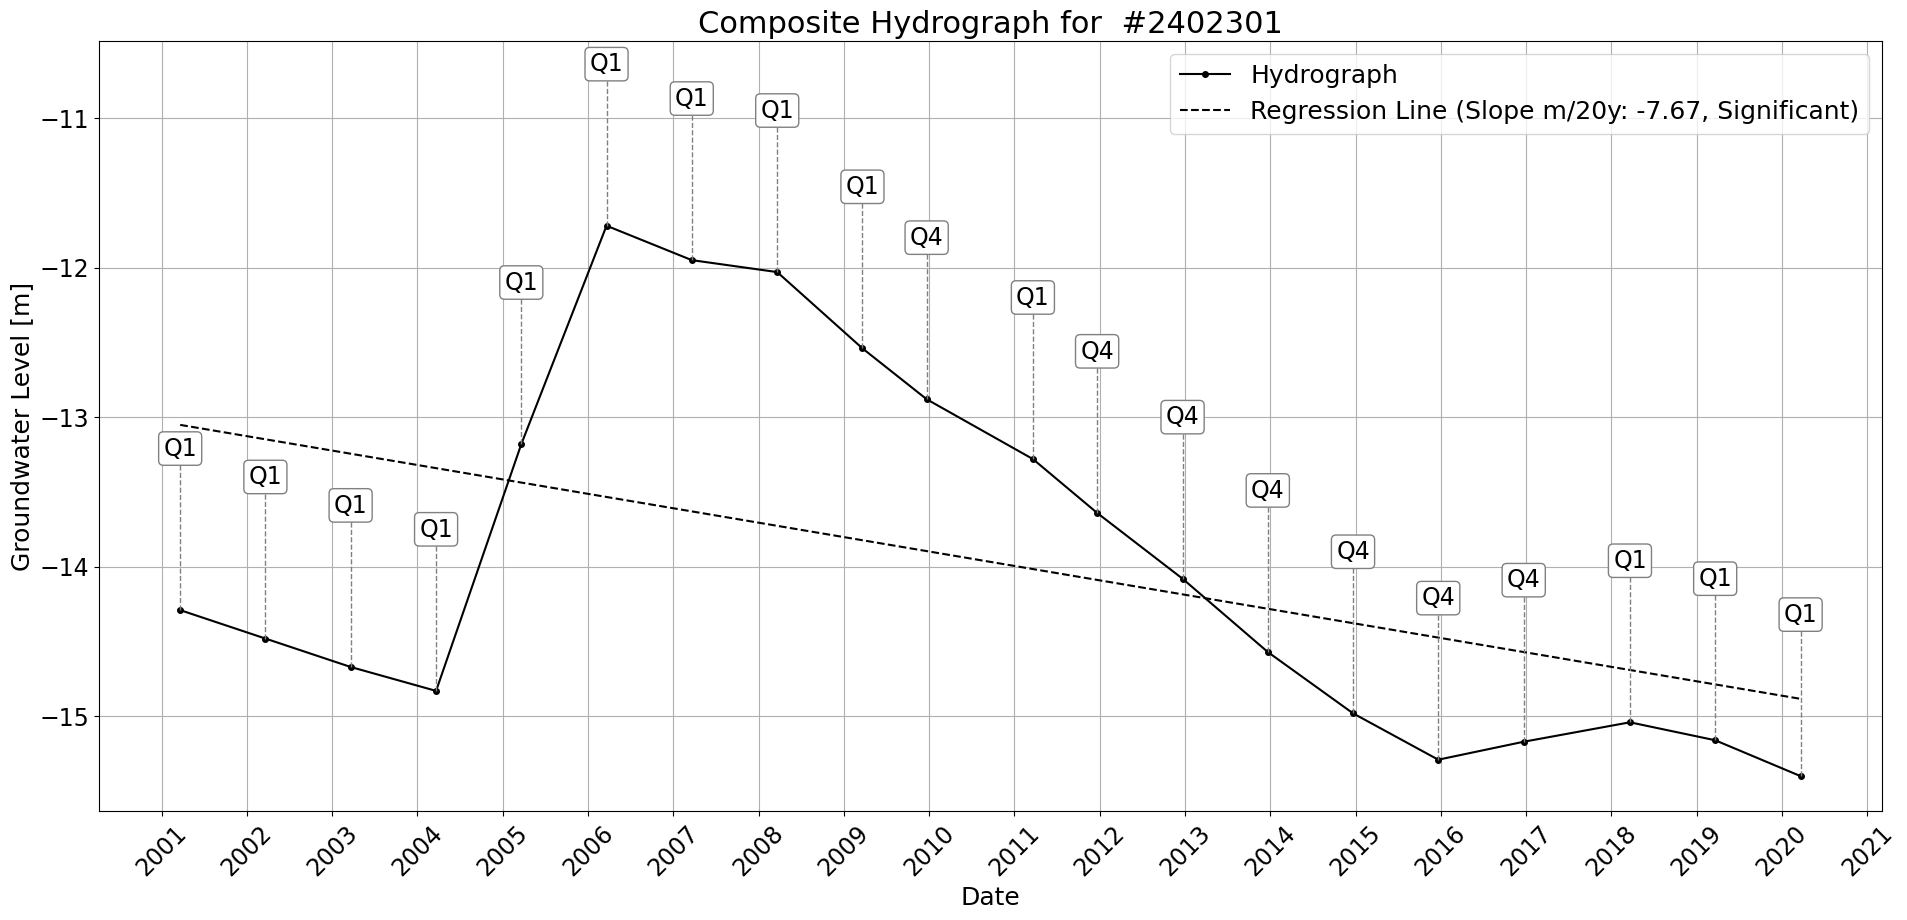 Composite Hydrograph for  #2402301
Hydrograph
Regression Line (Slope m/20y: -7.67, Significant)
Q1
Q1
Q1
Q1
Q1
Q1
Q1
Q1
Q1
Q4
Q1
Q4
Q4
Q4
Q4
Q4
Q4
Q1
Q1
Q1
−11
−12
−13
−14
−15
Groundwater Level [m]
2001
2002
2003
2004
2005
2006
2007
2008
2009
2010
2011
2012
2013
2014
2015
2016
2017
2018
2019
2020
2021
Date